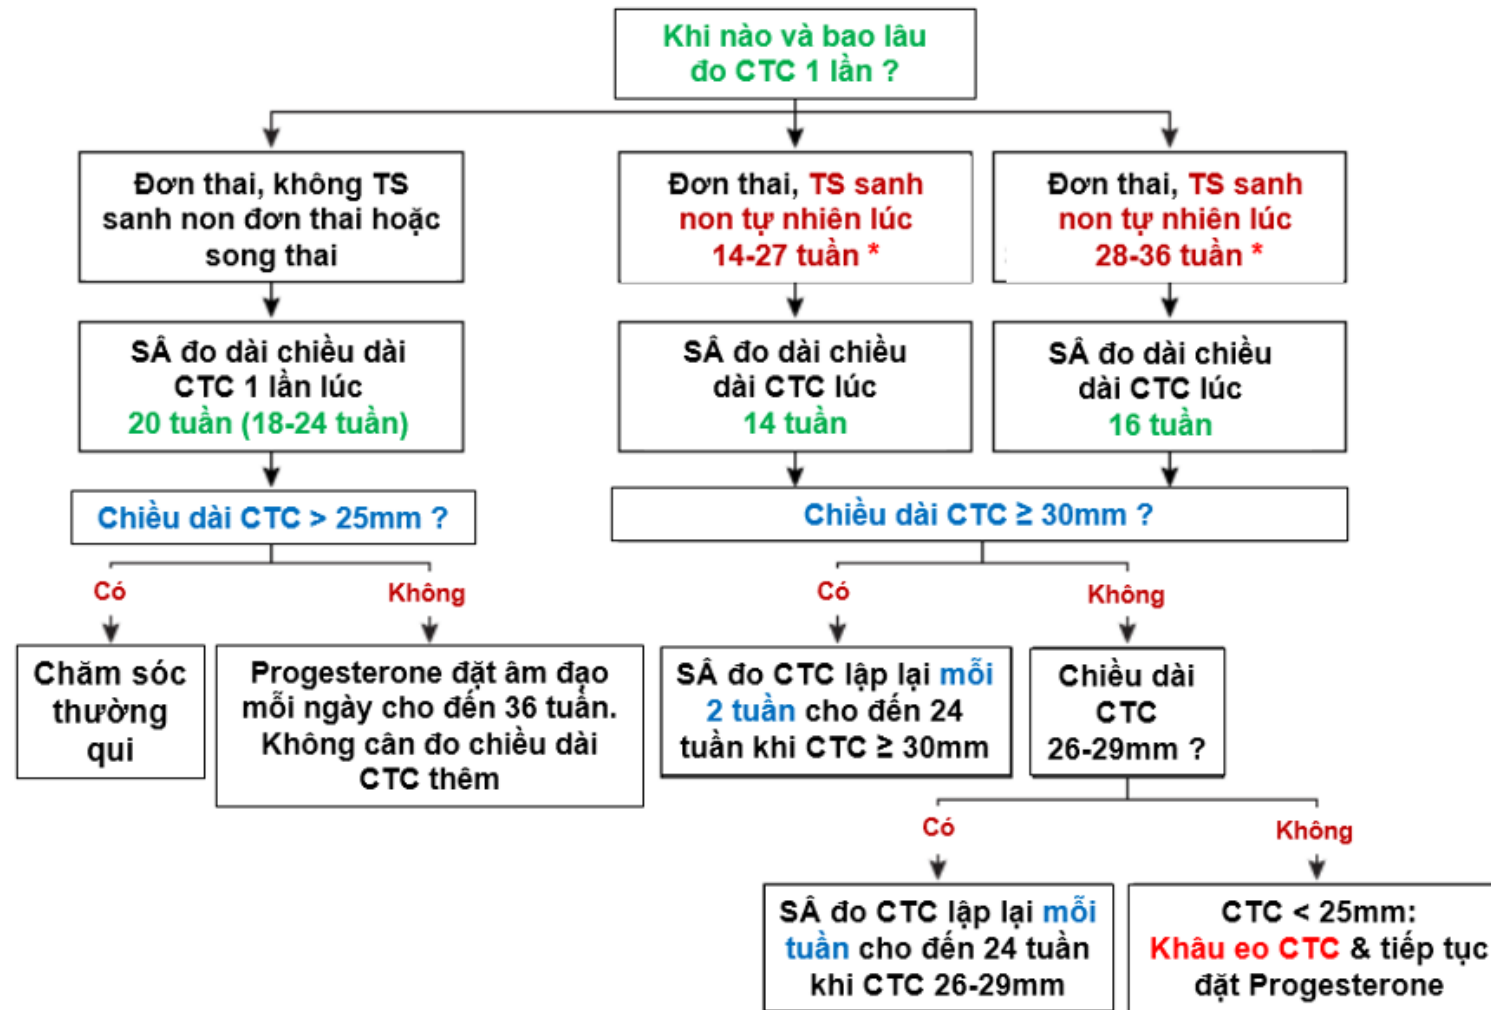 Khi nào và bao lâu
đo CTC 1 lần ?
Đơn thai, không TS
sanh non đơn thai hoặc
song thai
Đơn thai, TS sanh
non tự nhiên lúc
14-27 tuần *
Đơn thai, TS sanh
non tự nhiên lúc
28-36 tuần *
SÂ đo dài chiều dài
CTC 1 lần lúc
20 tuần (18-24 tuần)
SÂ đo dài chiều
dài CTC lúc
14 tuần
SÂ đo dài chiều
dài CTC lúc
16 tuần
Chiều dài CTC > 25mm ?
Chiều dài CTC ≥ 30mm ?
Có
Không
Có
Không
Chăm sóc
thường
qui
Progesterone đặt âm đạo
mỗi ngày cho đến 36 tuần.
Không cân đo chiều dài
CTC thêm
SÂ đo CTC lập lại mỗi
2 tuần cho đến 24
tuần khi CTC ≥ 30mm
Chiều dài
CTC
26-29mm ?
Có
Không
SÂ đo CTC lập lại mỗi
tuần cho đến 24 tuần
khi CTC 26-29mm
CTC < 25mm:
Khâu eo CTC & tiếp tục
đặt Progesterone